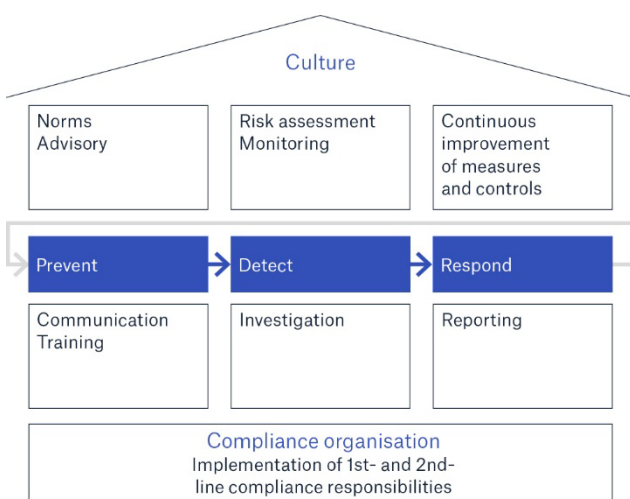 Culture
Norms
Advisory
Risk assessment
Monitoring
Continuous
improvement
of measures
and controls
Prevent
Detect
Respond
Communication
Training
Investigation
Reporting
Compliance organisation
Implementation of 1st- and 2nd-
line compliance responsibilities